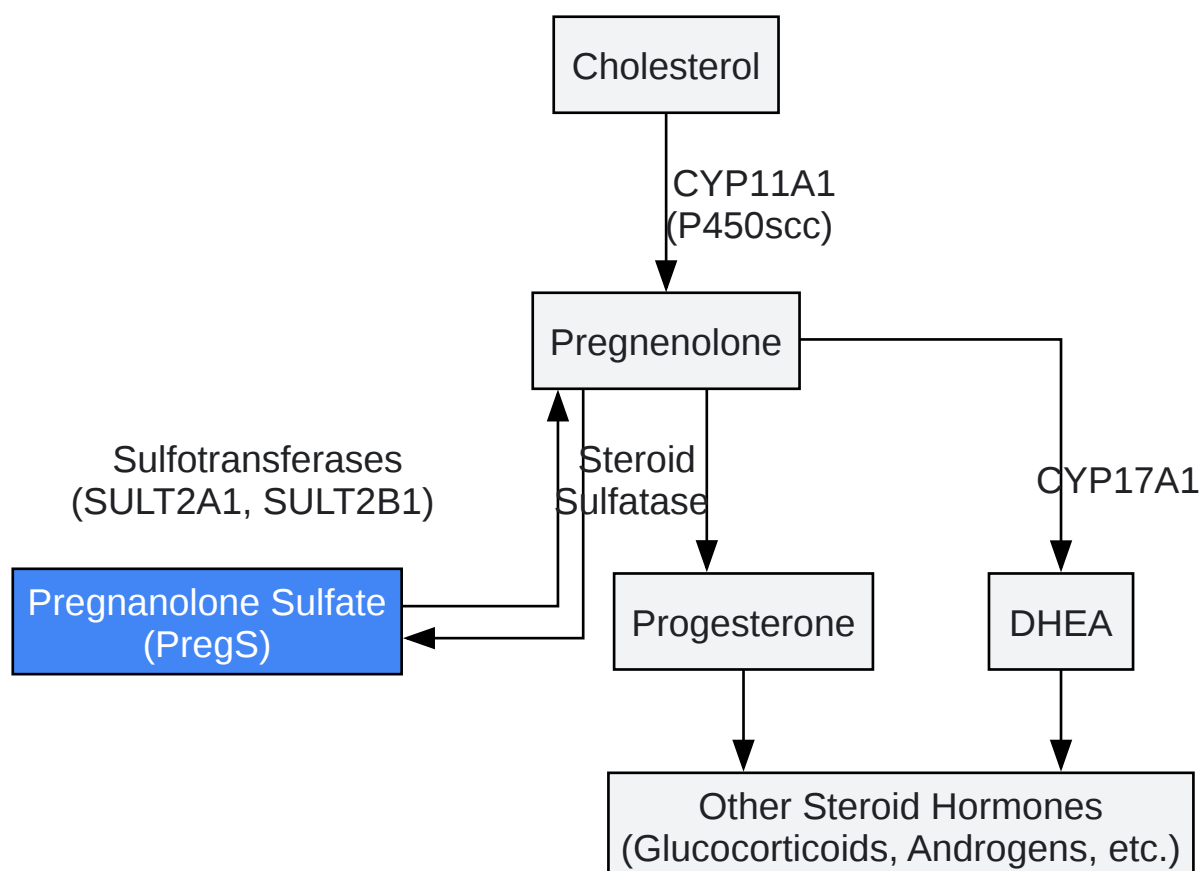 Cholesterol
CYP11A1
(P450scc)
Pregnenolone
Sulfotransferases
(SULT2A1, SULT2B1)
Steroid
Sulfatase
CYP17A1
Pregnanolone Sulfate
(PregS)
Progesterone
DHEA
Other Steroid Hormones
(Glucocorticoids, Androgens, etc.)